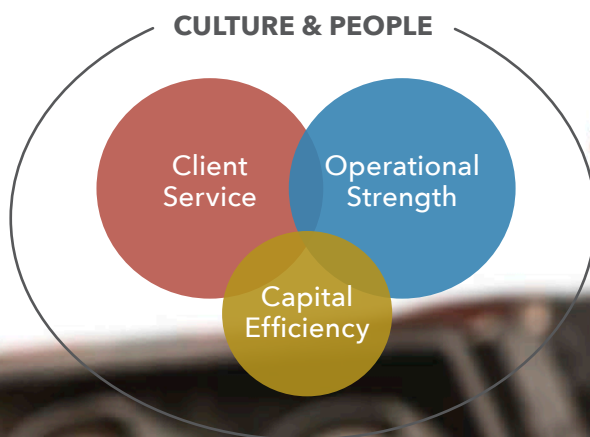 CULTURE & PEOPLE
Client
Service
Operational
Strength
Capital
Efficiency